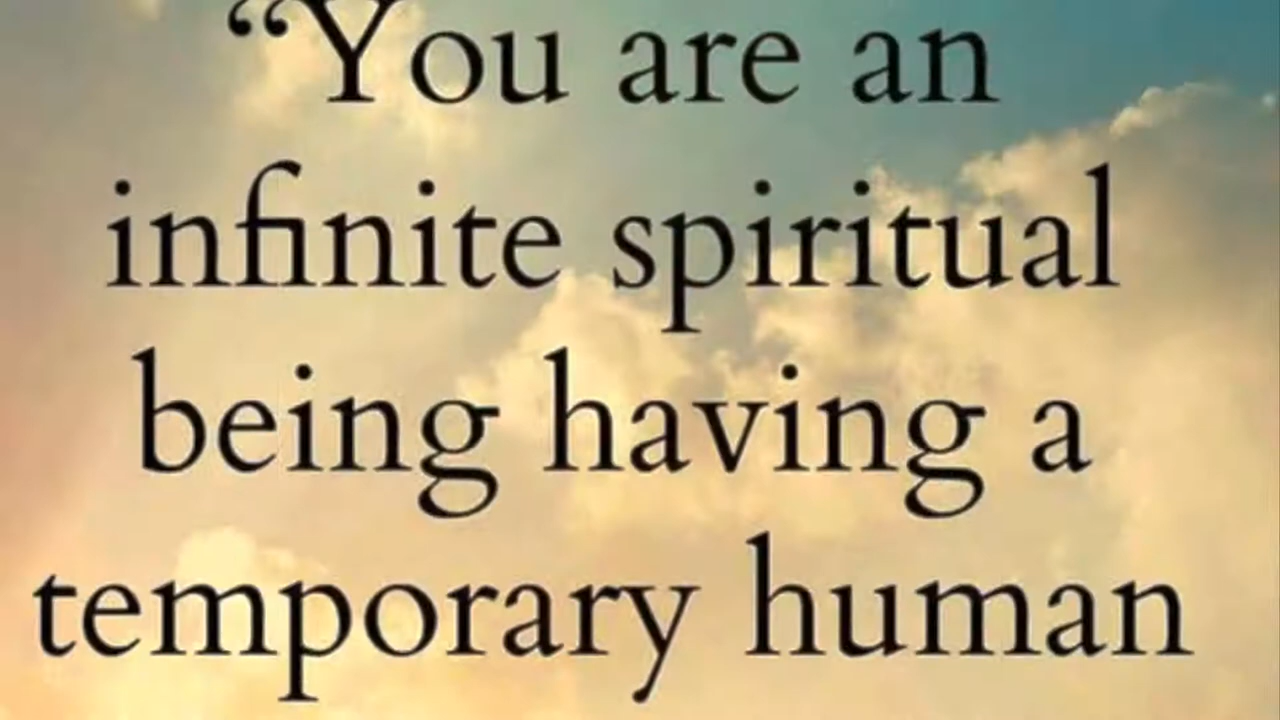 “You are an
infinite spiritual
being having a
temporary human